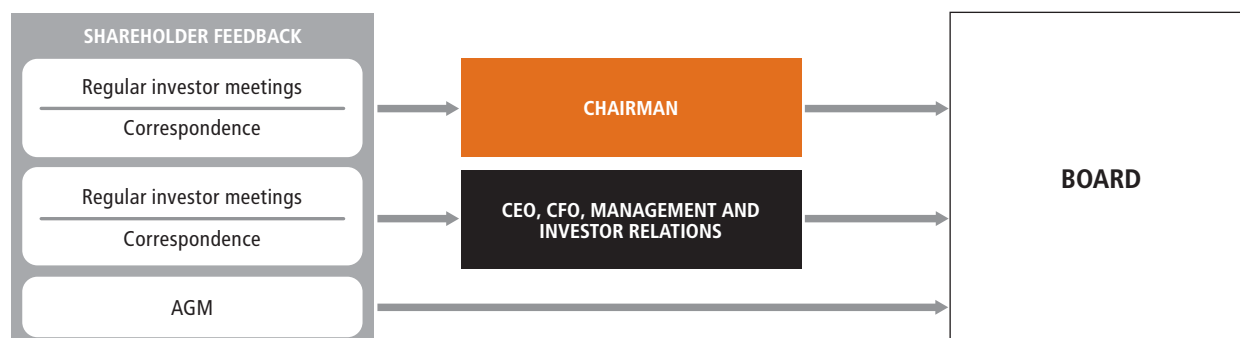 SHAREHOLDER FEEDBACK
Regular investor meetings
Correspondence
CHAIRMAN
Regular investor meetings
Correspondence
CEO, CFO, MANAGEMENT AND
INVESTOR RELATIONS
AGM
BOARD